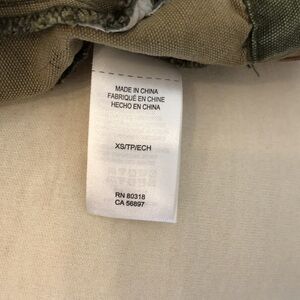 MADE IN CHINA
FABRIQUÉ EN CHINE
HECHO EN CHINA
XS/TP/ECH
RN 80318
CA 56897